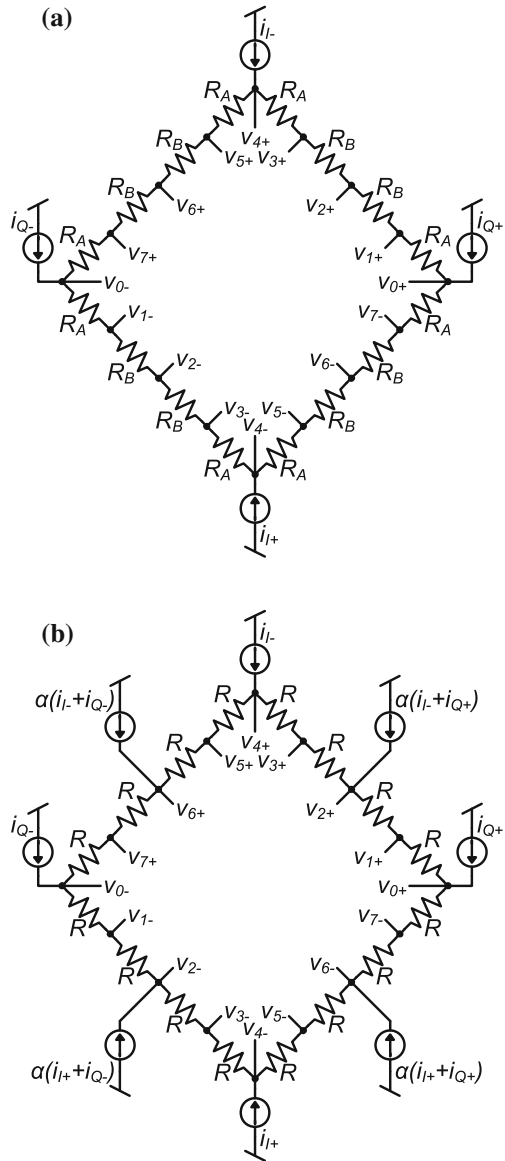 (a)
i_I-
R_A R_A
v_4+
R_B v_5+ v_3+ R_B
R_B v_6+ v_2+ R_B
i_Q- R_A v_7+ v_1+ R_A i_Q+
v_0- v_0+
R_A v_1- v_7- R_A
R_B v_2- v_6- R_B
R_B v_3- v_5- R_B
v_4-
R_A R_A
i_I+
(b)
i_I-
α(i_I-+i_Q-) α(i_I-+i_Q+)
R R
v_4+
R v_5+ v_3+ R
R v_6+ v_2+ R
i_Q- R v_7+ v_1+ R i_Q+
v_0- v_0+
R v_1- v_7- R
R v_2- v_6- R
R v_3- v_5- R
v_4-
α(i_I++i_Q-) R R α(i_I++i_Q+)
i_I+